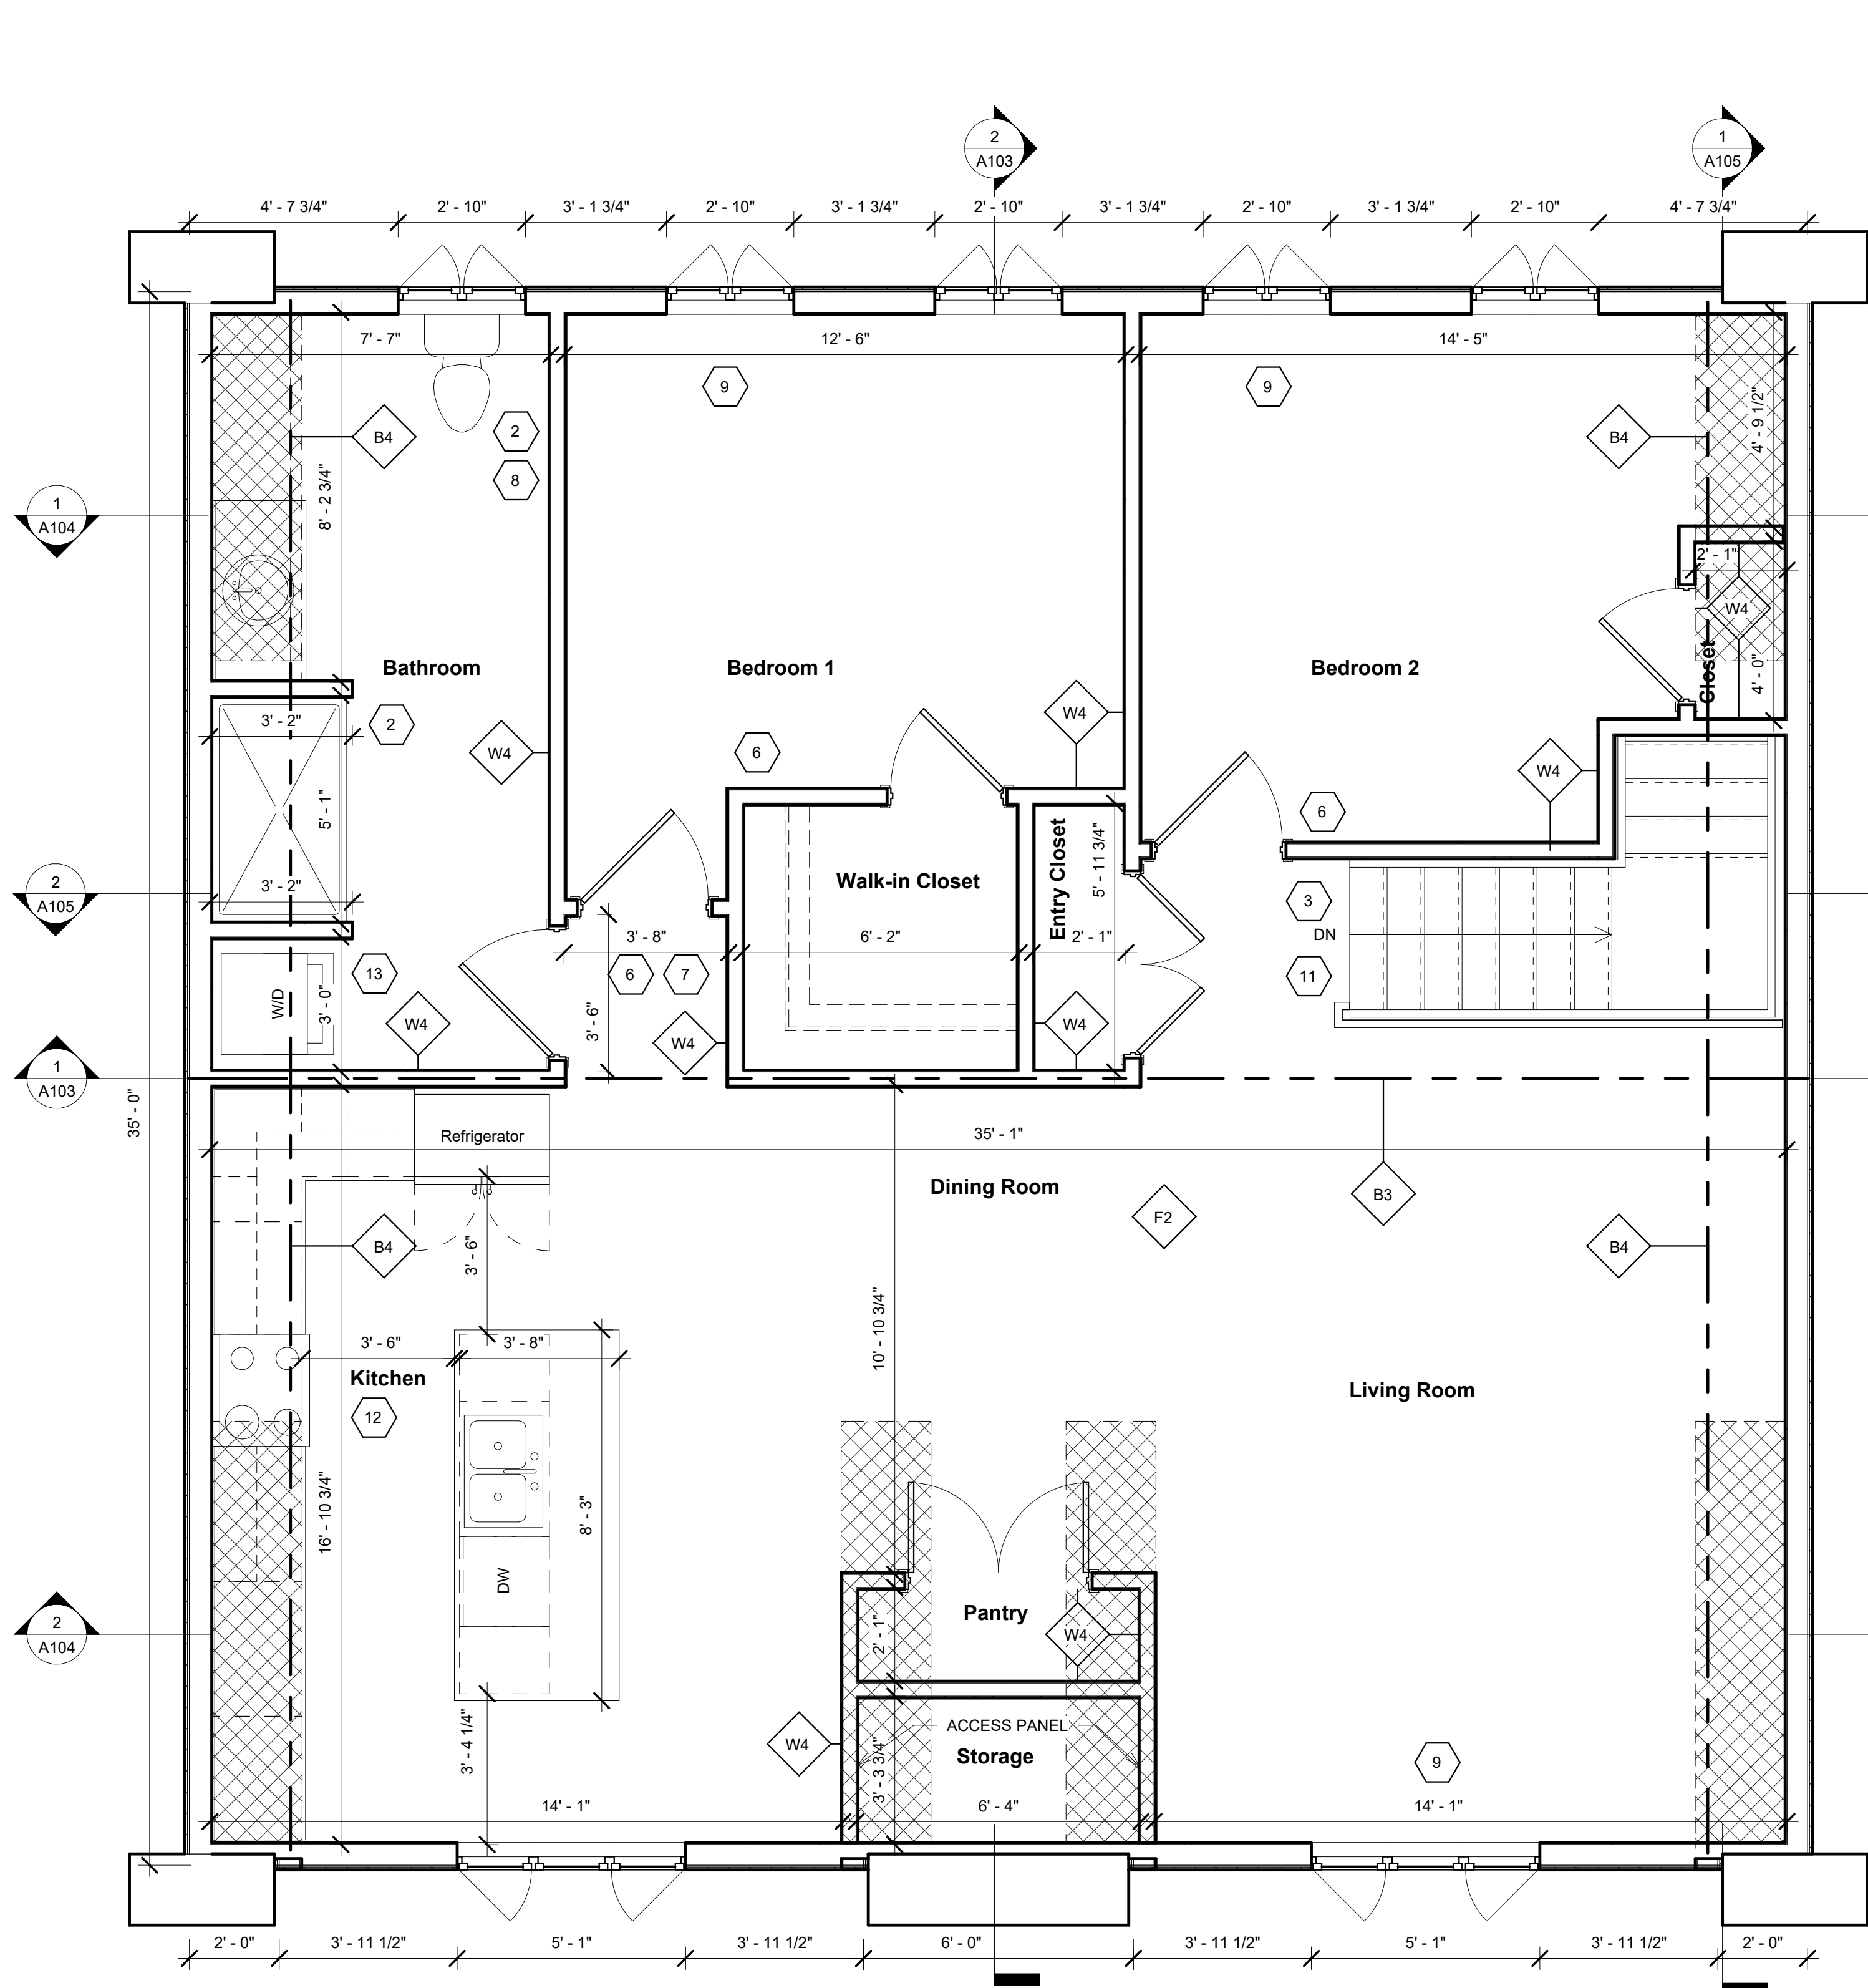 2
A103
1
A105
4' - 7 3/4"
2' - 10"
3' - 1 3/4"
2' - 10"
3' - 1 3/4"
2' - 10"
3' - 1 3/4"
2' - 10"
3' - 1 3/4"
2' - 10"
4' - 7 3/4"
7' - 7"
12' - 6"
14' - 5"
9
9
4' - 9 1/2"
2
B4
B4
8
8' - 2 3/4"
1
A104
2' - 1"
W4
Bathroom
Bedroom 1
Bedroom 2
Closet
4' - 0"
3' - 2"
2
W4
W4
6
W4
5' - 1"
6
3' - 2"
Walk-in Closet
Entry Closet
5' - 11 3/4"
2
A105
3
DN
3' - 8"
6' - 2"
2' - 1"
13
6
7
11
W/D
3' - 0"
W4
3' - 6"
W4
W4
1
A103
35' - 0"
Refrigerator
35' - 1"
Dining Room
B3
F2
B4
3' - 6"
B4
10' - 10 3/4"
3' - 6"
3' - 8"
Kitchen
Living Room
12
16' - 10 3/4"
8' - 3"
DW
Pantry
2' - 1"
W4
2
A104
3' - 4 1/4"
W4
ACCESS PANEL
Storage
3' - 3 3/4"
9
14' - 1"
6' - 4"
14' - 1"
2' - 0"
3' - 11 1/2"
5' - 1"
3' - 11 1/2"
6' - 0"
3' - 11 1/2"
5' - 1"
3' - 11 1/2"
2' - 0"